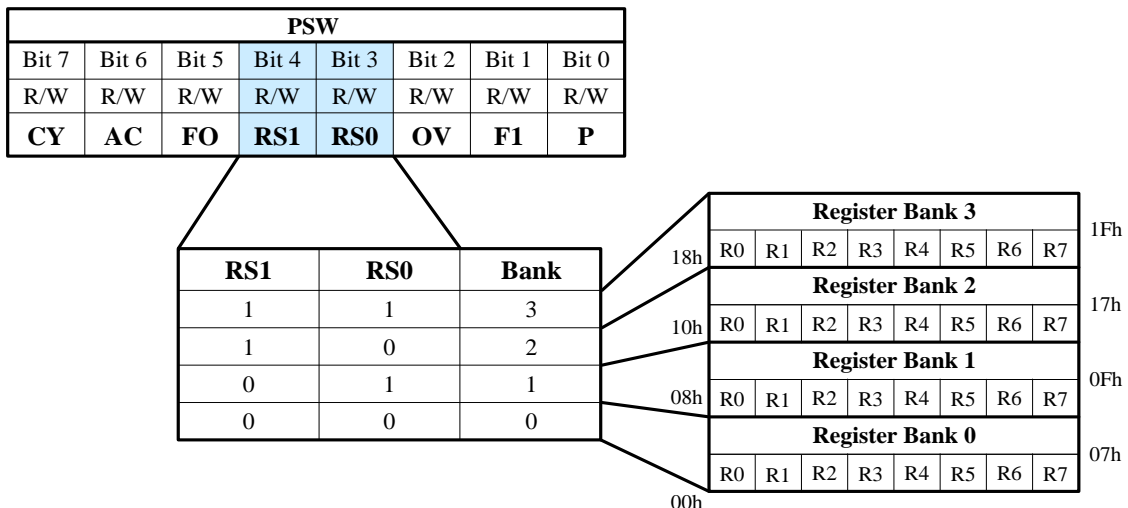 PSW
Bit 7 Bit 6 Bit 5 Bit 4 Bit 3 Bit 2 Bit 1 Bit 0
R/W R/W R/W R/W R/W R/W R/W R/W
CY AC FO RS1 RS0 OV F1 P
RS1 RS0 Bank
1 1 3
1 0 2
0 1 1
0 0 0
Register Bank 3
1Fh
18h R0 R1 R2 R3 R4 R5 R6 R7
Register Bank 2
17h
10h R0 R1 R2 R3 R4 R5 R6 R7
Register Bank 1
0Fh
08h R0 R1 R2 R3 R4 R5 R6 R7
Register Bank 0
07h
R0 R1 R2 R3 R4 R5 R6 R7
00h